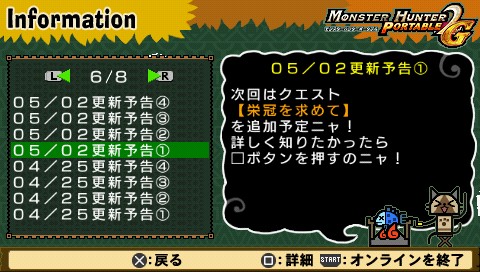 Information
MONSTER HUNTER
PORTABLE 2nd G
L 6/8 R
05/02更新予告④
05/02更新予告③
05/02更新予告②
05/02更新予告①
04/25更新予告④
04/25更新予告③
04/25更新予告②
04/25更新予告①
05/02更新予告①
次回はクエスト
【栄冠を求めて】
を追加予定ニャ!
詳しく知りたかったら
□ボタンを押すのニャ!
×:戻る
□:詳細 START:オンラインを終了